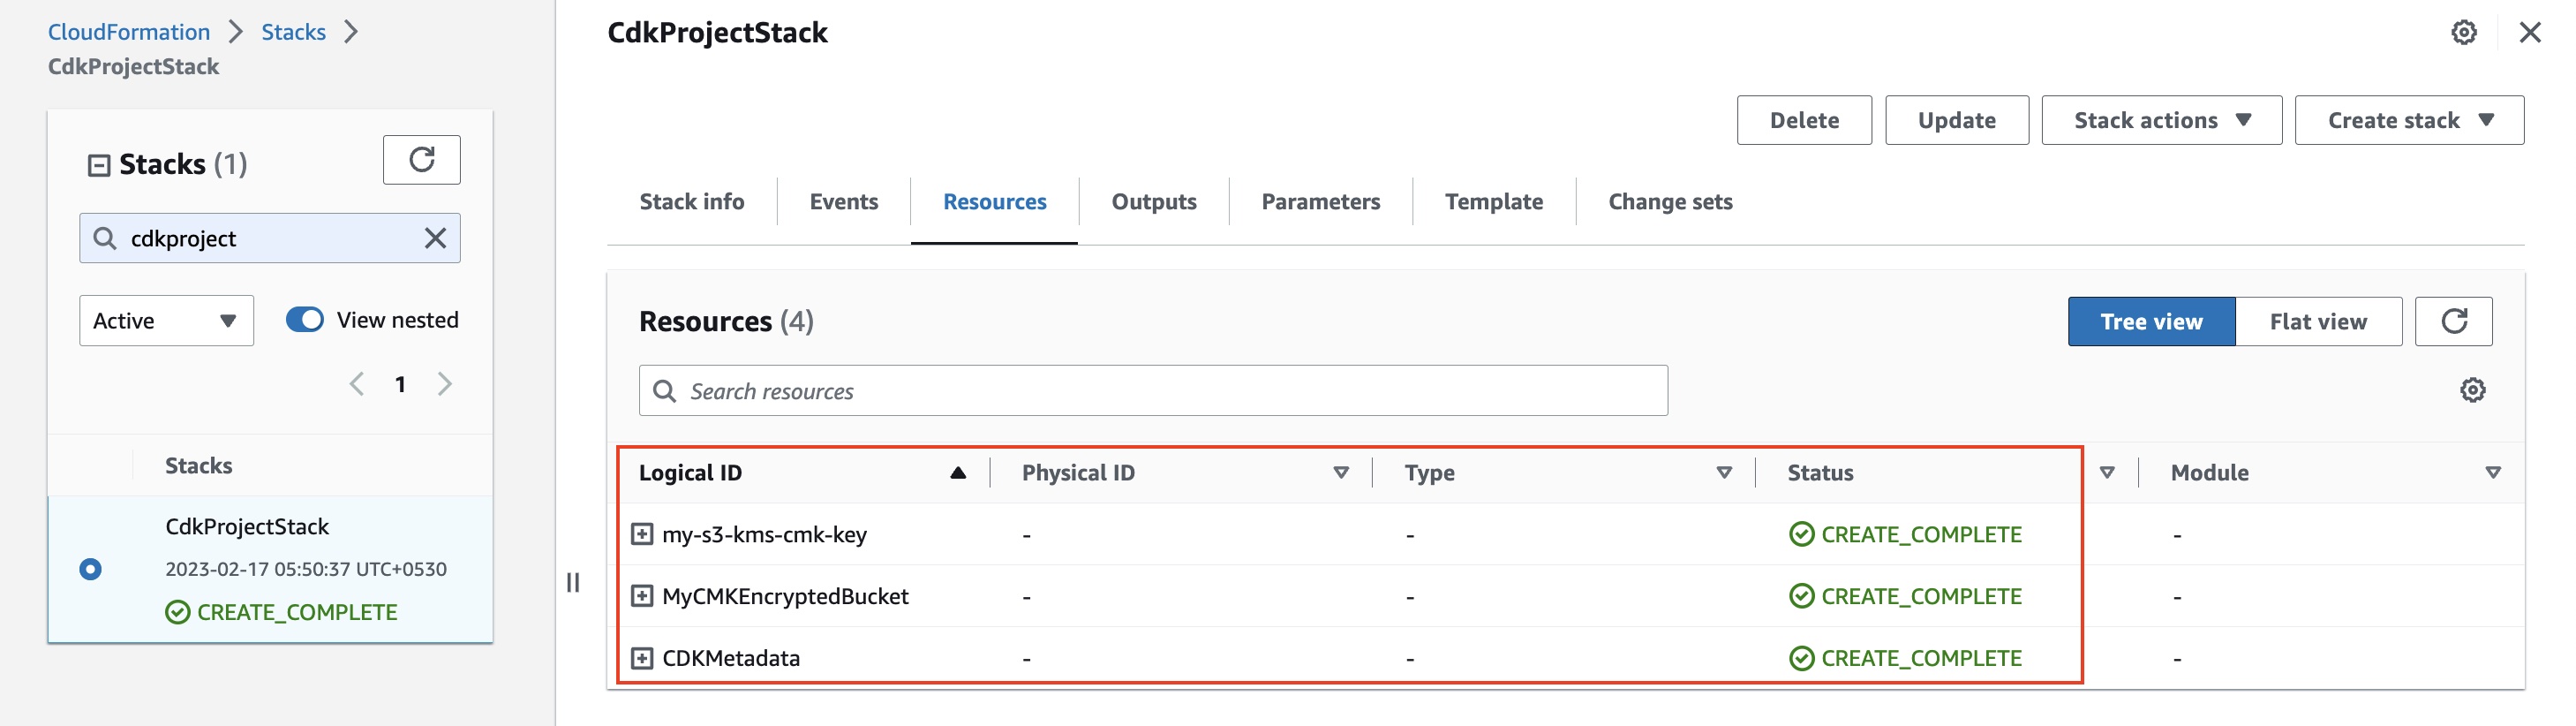 CloudFormation Stacks
CdkProjectStack
Stacks (1)
cdkproject
Active View nested
1
Stacks
CdkProjectStack
2023-02-17 05:50:37 UTC+0530
CREATE_COMPLETE
CdkProjectStack
Delete Update Stack actions Create stack
Stack info Events Resources Outputs Parameters Template Change sets
Resources (4) Tree view Flat view
Search resources
Logical ID Physical ID Type Status Module
my-s3-kms-cmk-key - - CREATE_COMPLETE -
MyCMKEncryptedBucket - - CREATE_COMPLETE -
CDKMetadata - - CREATE_COMPLETE -